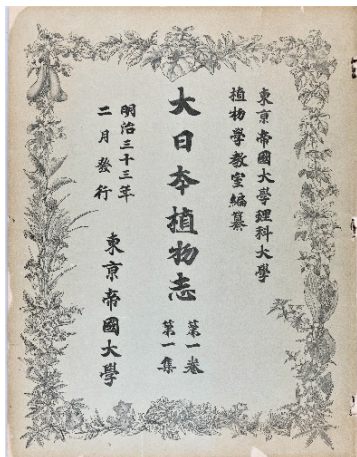 東京帝國大學理科大學
植物學教室編纂
大日本植物志
第一卷
第一集
明治三十三年
二月發行
東京帝國大學